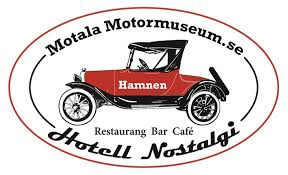 Motala Motormuseum.se
Hamnen
Restaurang Bar Café
Hotell Nostalgi